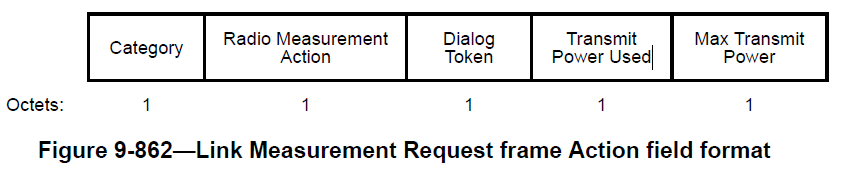 Category
Radio Measurement
Action
Dialog
Token
Transmit
Power Used
Max Transmit
Power
Octets: 1 1 1 1 1
Figure 9-862—Link Measurement Request frame Action field format